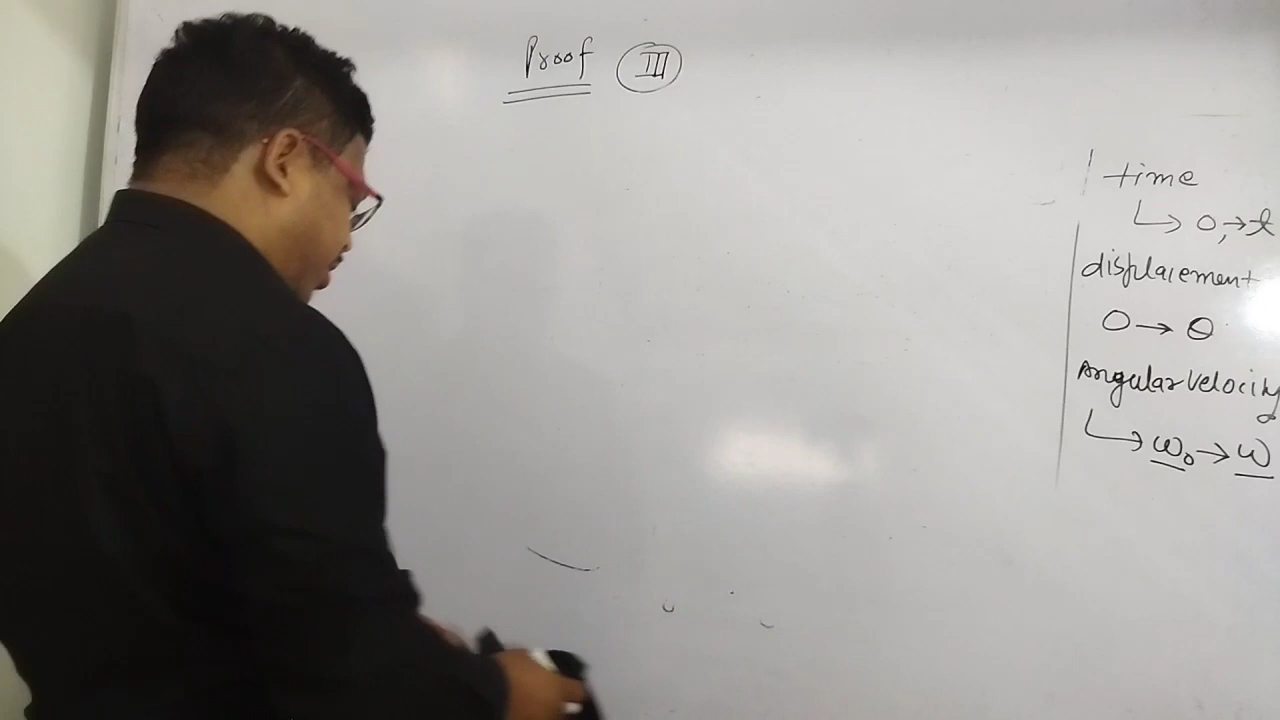 Proof III
time
↳ 0,→t
displacement
0→θ
Angular velocity
↳ ω₀→ω